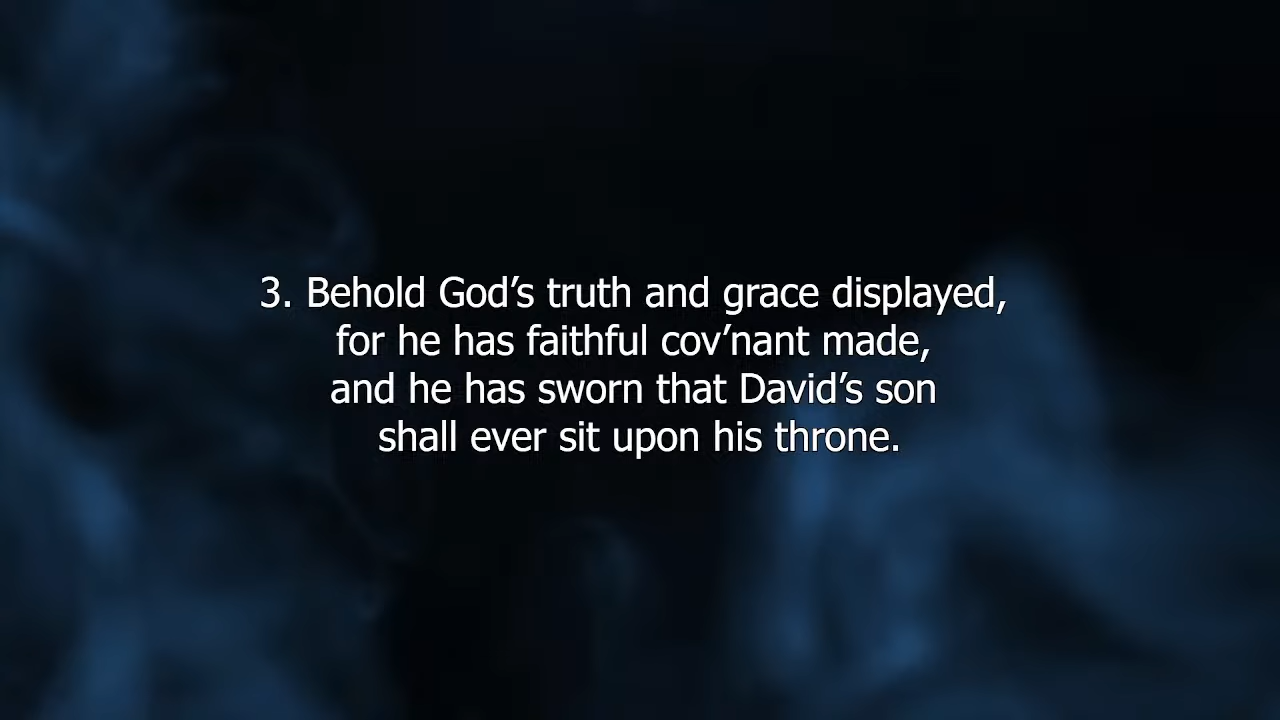 3. Behold God’s truth and grace displayed,
for he has faithful cov’nant made,
and he has sworn that David’s son
shall ever sit upon his throne.